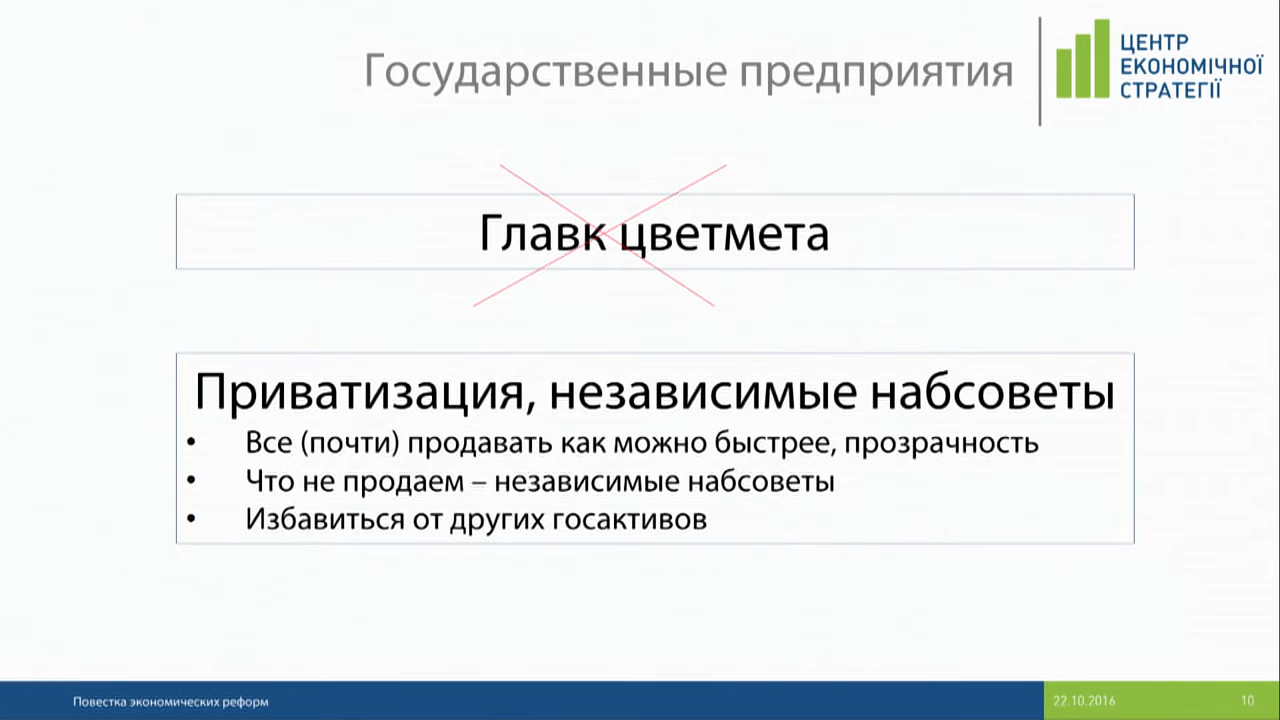 Государственные предприятия
ЦЕНТР
ЕКОНОМІЧНОЇ
СТРАТЕГІЇ
Главк цветмета
Приватизация, независимые набсоветы
• Все (почти) продавать как можно быстрее, прозрачность
• Что не продаем – независимые набсоветы
• Избавиться от других госактивов
Повестка экономических реформ
22.10.2016
10